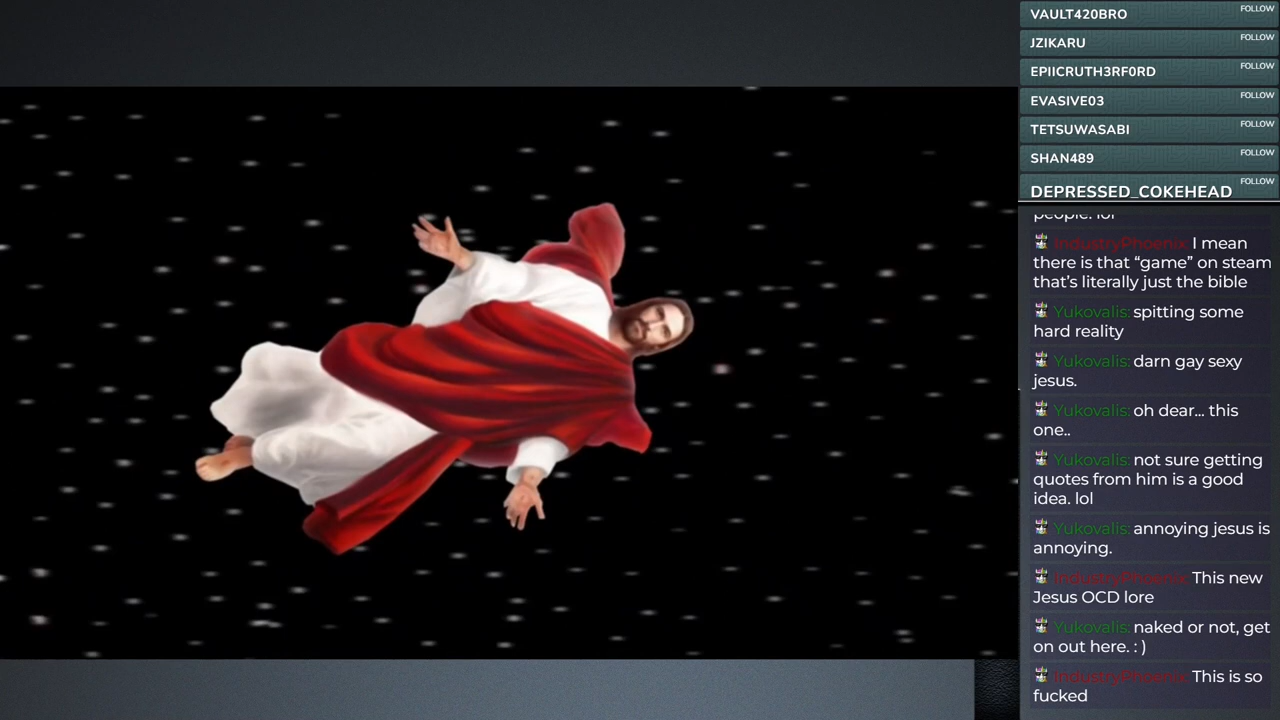 VAULT420BRO FOLLOW
JZIKARU FOLLOW
EPIICRUTH3RF0RD FOLLOW
EVASIVE03 FOLLOW
TETSUWASABI FOLLOW
SHAN489 FOLLOW
DEPRESSED_COKEHEAD FOLLOW
people. lol
IndustryPhoenix: I mean
there is that “game” on steam
that’s literally just the bible
Yukovalis: spitting some
hard reality
Yukovalis: darn gay sexy
jesus.
Yukovalis: oh dear... this
one..
Yukovalis: not sure getting
quotes from him is a good
idea. lol
Yukovalis: annoying jesus is
annoying.
IndustryPhoenix: This new
Jesus OCD lore
Yukovalis: naked or not, get
on out here. : )
IndustryPhoenix: This is so
fucked